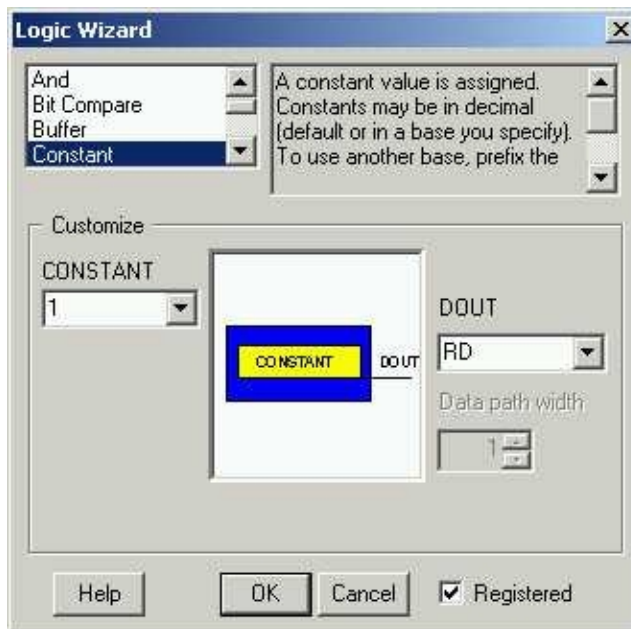 Logic Wizard
And
Bit Compare
Buffer
Constant
A constant value is assigned.
Constants may be in decimal
(default or in a base you specify).
To use another base, prefix the
Customize
CONSTANT
1
CONSTANT
DOUT
DOUT
RD
Data path width
1
Help
OK
Cancel
Registered